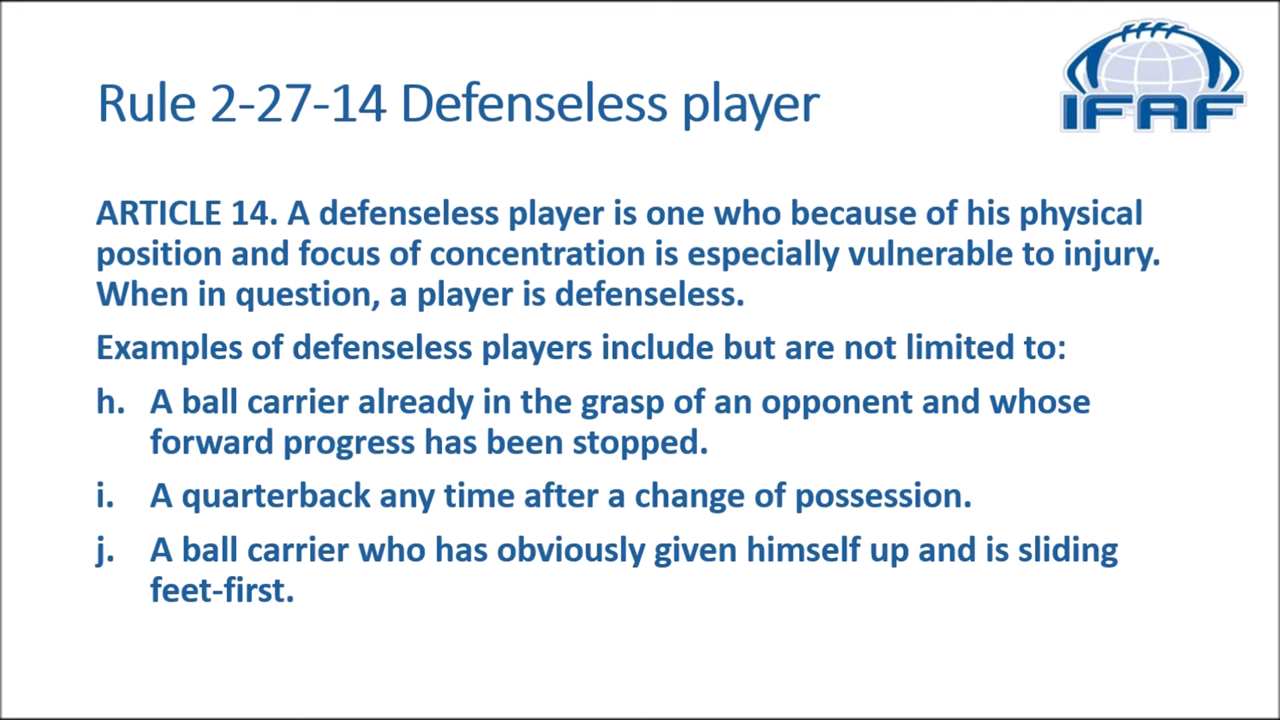 Rule 2-27-14 Defenseless player
IFAF
ARTICLE 14. A defenseless player is one who because of his physical
position and focus of concentration is especially vulnerable to injury.
When in question, a player is defenseless.
Examples of defenseless players include but are not limited to:
h. A ball carrier already in the grasp of an opponent and whose
forward progress has been stopped.
i. A quarterback any time after a change of possession.
j. A ball carrier who has obviously given himself up and is sliding
feet-first.